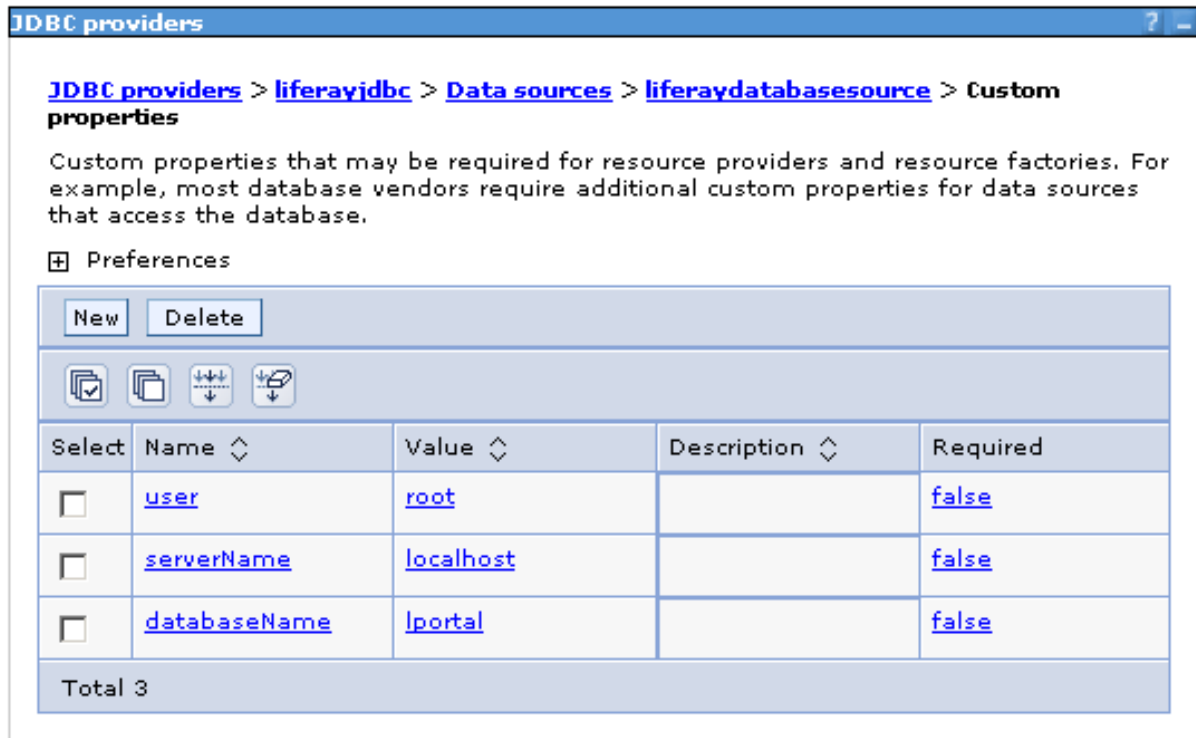 JDBC providers ? –
JDBC providers > liferayjdbc > Data sources > liferaydatabasesource > Custom
properties
Custom properties that may be required for resource providers and resource factories. For
example, most database vendors require additional custom properties for data sources
that access the database.
Preferences
New Delete
Select Name Value Description Required
user root false
serverName localhost false
databaseName lportal false
Total 3